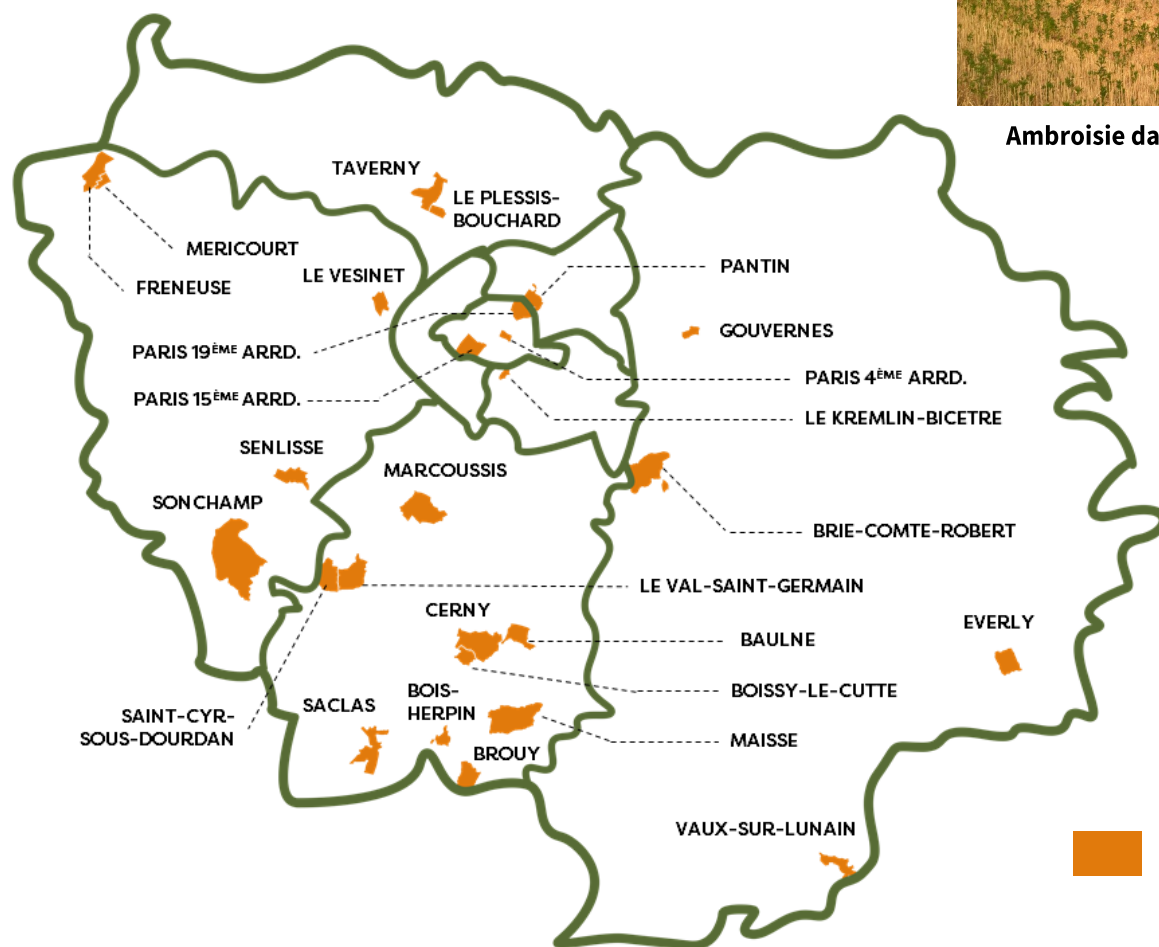 Ambroisie da
TAVERNY
LE PLESSIS-
BOUCHARD
MERICOURT
FRENEUSE
LE VESINET
PANTIN
GOUVERNES
PARIS 19ÈME ARRD.
PARIS 4ÈME ARRD.
PARIS 15ÈME ARRD.
LE KREMLIN-BICETRE
SENLISSE
MARCOUSSIS
SONCHAMP
BRIE-COMTE-ROBERT
LE VAL-SAINT-GERMAIN
CERNY
EVERLY
BAULNE
BOISSY-LE-CUTTE
SACLAS
BOIS-
HERPIN
SAINT-CYR-
SOUS-DOURDAN
MAISSE
BROUY
VAUX-SUR-LUNAIN